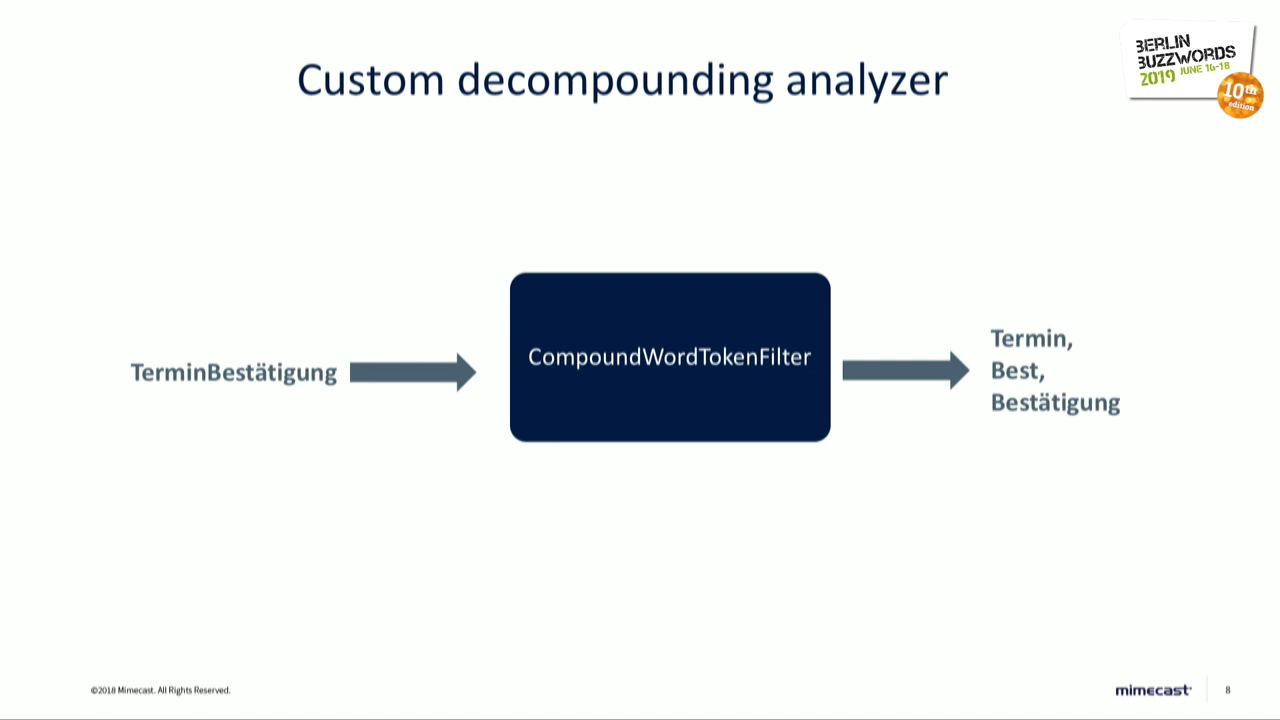 BERLIN
BUZZWORDS
2019 JUNE 16-18
10th
edition
Custom decompounding analyzer
TerminBestätigung
CompoundWordTokenFilter
Termin,
Best,
Bestätigung
©2018 Mimecast. All Rights Reserved.
mimecast
8